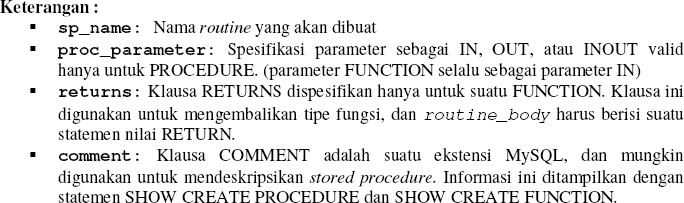 Keterangan :
▪ sp_name: Nama routine yang akan dibuat
▪ proc_parameter: Spesifikasi parameter sebagai IN, OUT, atau INOUT valid
hanya untuk PROCEDURE. (parameter FUNCTION selalu sebagai parameter IN)
▪ returns: Klausa RETURNS dispesifikan hanya untuk suatu FUNCTION. Klausa ini
digunakan untuk mengembalikan tipe fungsi, dan routine_body harus berisi suatu
statemen nilai RETURN.
▪ comment: Klausa COMMENT adalah suatu ekstensi MySQL, dan mungkin
digunakan untuk mendeskripsikan stored procedure. Informasi ini ditampilkan dengan
statemen SHOW CREATE PROCEDURE dan SHOW CREATE FUNCTION.